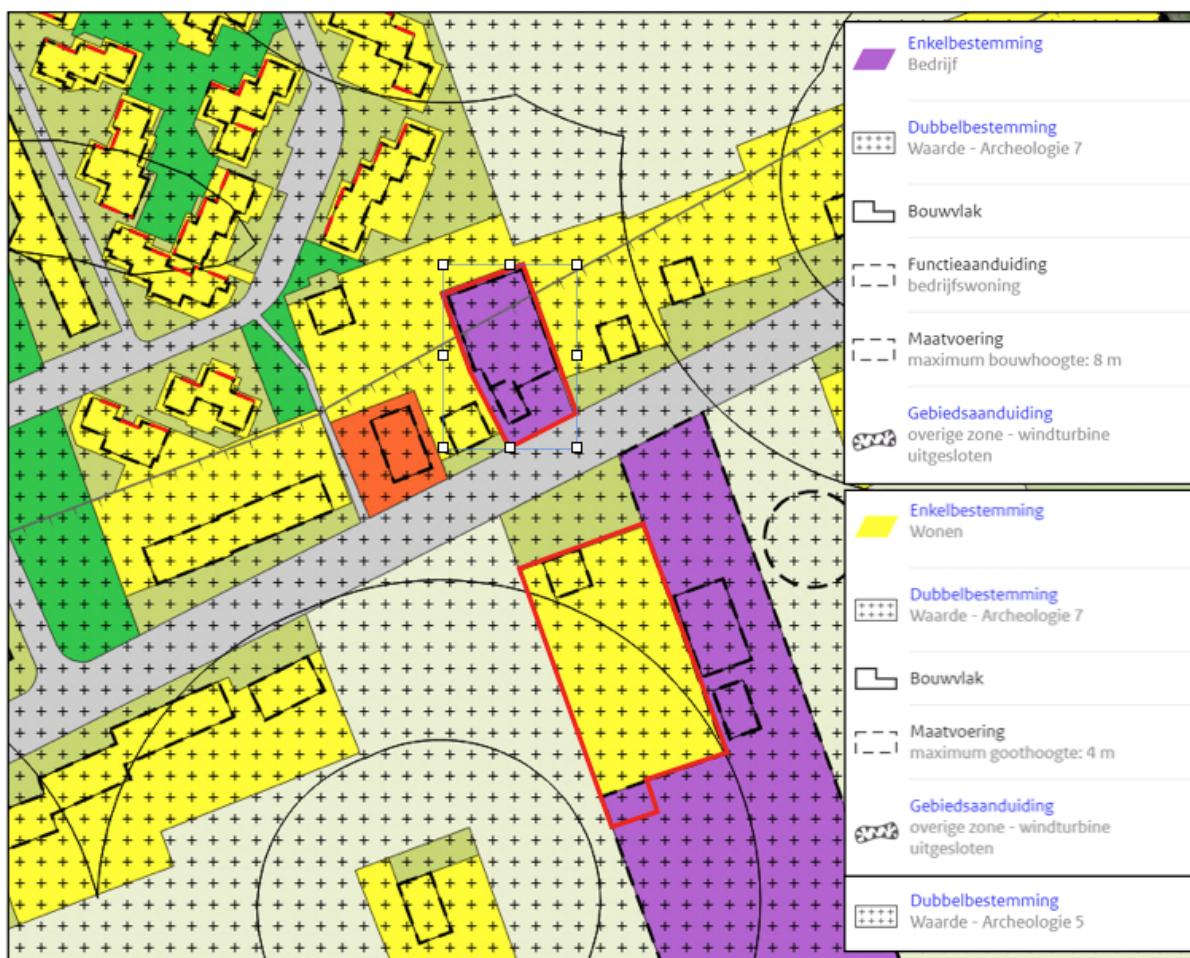 Enkelbestemming
Bedrijf
Dubbelbestemming
Waarde - Archeologie 7
Bouwvlak
Functieaanduiding
bedrijfswoning
Maatvoering
maximum bouwhoogte: 8 m
Gebiedsaanduiding
overige zone - windturbine
uitgesloten
Enkelbestemming
Wonen
Dubbelbestemming
Waarde - Archeologie 7
Bouwvlak
Maatvoering
maximum goothoogte: 4 m
Gebiedsaanduiding
overige zone - windturbine
uitgesloten
Dubbelbestemming
Waarde - Archeologie 5